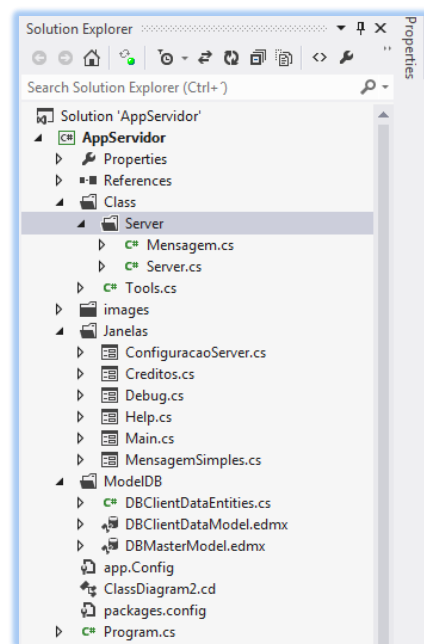 Solution Explorer
Properties
Search Solution Explorer (Ctrl+´)
Solution 'AppServidor'
C# AppServidor
Properties
References
Class
Server
C# Mensagem.cs
C# Server.cs
C# Tools.cs
images
Janelas
ConfiguracaoServer.cs
Creditos.cs
Debug.cs
Help.cs
Main.cs
MensagemSimples.cs
ModelDB
C# DBClientDataEntities.cs
DBClientDataModel.edmx
DBMasterModel.edmx
app.Config
ClassDiagram2.cd
packages.config
C# Program.cs